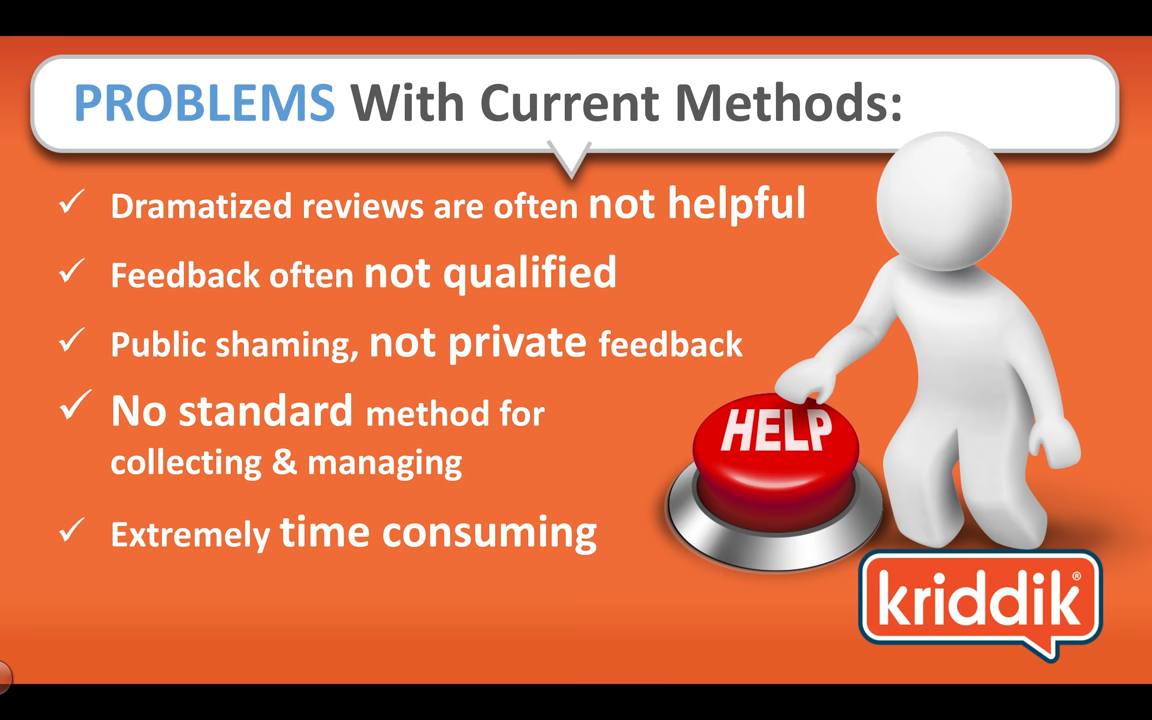 PROBLEMS With Current Methods:
Dramatized reviews are often not helpful
Feedback often not qualified
Public shaming, not private feedback
No standard method for
collecting & managing
Extremely time consuming
HELP
kriddik®